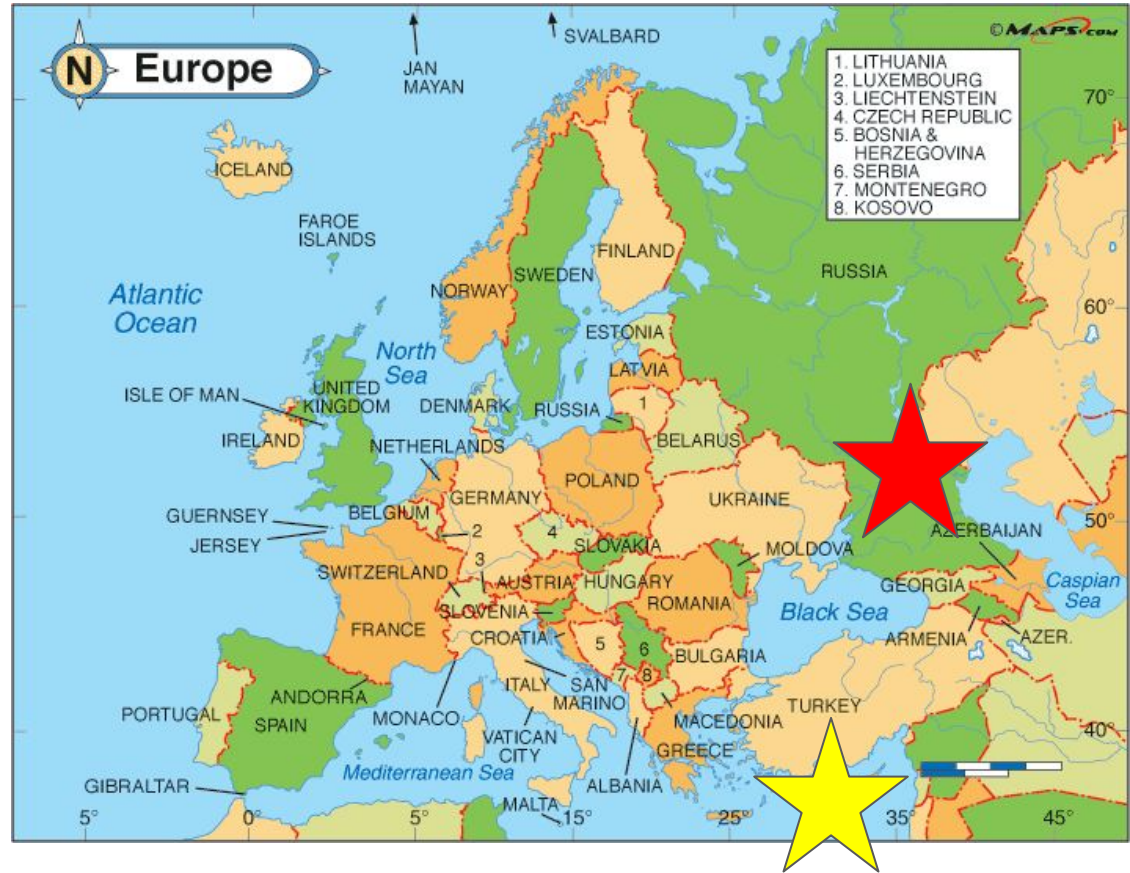 © MAPS.COM
N Europe
SVALBARD
JAN
MAYAN
1. LITHUANIA
2. LUXEMBOURG
3. LIECHTENSTEIN
4. CZECH REPUBLIC
5. BOSNIA &
HERZEGOVINA
6. SERBIA
7. MONTENEGRO
8. KOSOVO
70°
ICELAND
FAROE
ISLANDS
FINLAND
RUSSIA
SWEDEN
NORWAY
Atlantic
Ocean
60°
ESTONIA
North
Sea
LATVIA
ISLE OF MAN
UNITED
KINGDOM
DENMARK
RUSSIA
1
IRELAND
NETHERLANDS
BELARUS
POLAND
GERMANY
UKRAINE
GUERNSEY
BELGIUM
50°
JERSEY
2
4
AZERBAIJAN
SLOVAKIA
MOLDOVA
3
SWITZERLAND
AUSTRIA
HUNGARY
GEORGIA
Caspian
Sea
SLOVENIA
ROMANIA
Black Sea
FRANCE
CROATIA
5
6
ARMENIA
AZER.
BULGARIA
7
8
ITALY
SAN
MARINO
ANDORRA
PORTUGAL
SPAIN
MONACO
MACEDONIA
TURKEY
VATICAN
CITY
GREECE
40°
Mediterranean Sea
ALBANIA
GIBRALTAR
MALTA
5°
0°
5°
15°
25°
35°
45°